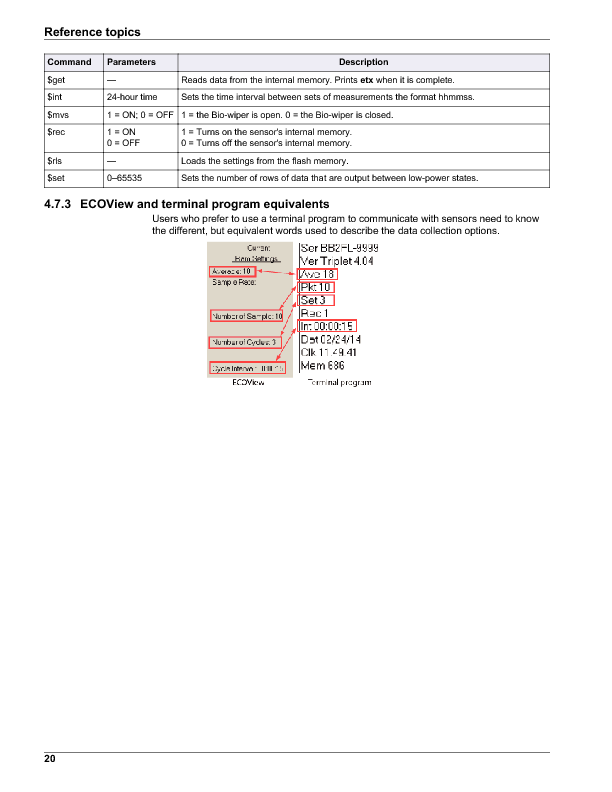 Reference topics
Command Parameters Description
$get — Reads data from the internal memory. Prints etx when it is complete.
$int 24-hour time Sets the time interval between sets of measurements the format hhmmss.
$mvs 1 = ON; 0 = OFF 1 = the Bio-wiper is open. 0 = the Bio-wiper is closed.
$rec 1 = ON 1 = Turns on the sensor's internal memory.
0 = OFF 0 = Turns off the sensor's internal memory.
$rls — Loads the settings from the flash memory.
$set 0–65535 Sets the number of rows of data that are output between low-power states.
4.7.3 ECOView and terminal program equivalents
Users who prefer to use a terminal program to communicate with sensors need to know
the different, but equivalent words used to describe the data collection options.
Current
Ram Settings
Average: 10
Sample Rate:
Number of Sample: 10
Number of Cycles: 3
Cycle Interval:
Ser BB2FL-9999
Ver Triplet 4.04
Ave 18
Pkt 10
Set 3
Rec 1
Int 00:00:15
Dat 02/24/14
Clk 11:49:41
Mem 686
ECOView Terminal program
20